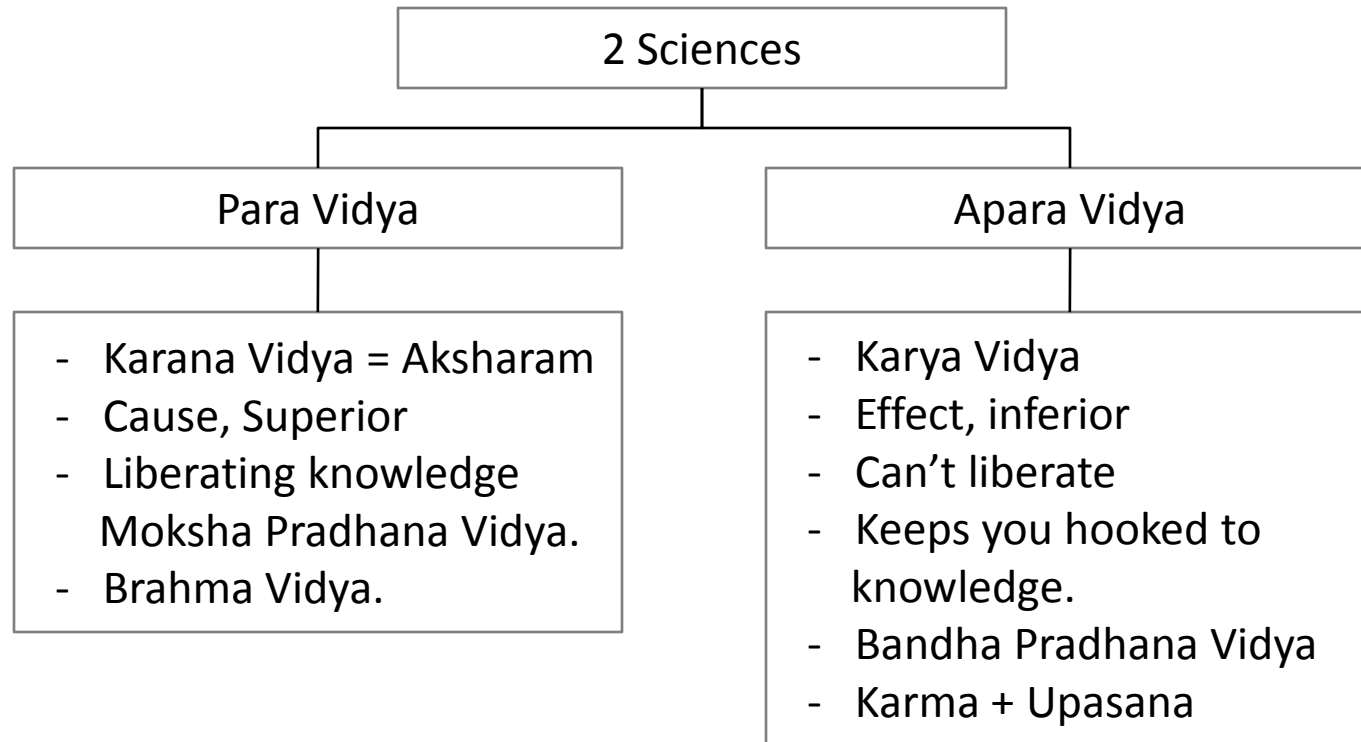 2 Sciences
Para Vidya
- Karana Vidya = Aksharam
- Cause, Superior
- Liberating knowledge
Moksha Pradhana Vidya.
- Brahma Vidya.
Apara Vidya
- Karya Vidya
- Effect, inferior
- Can’t liberate
- Keeps you hooked to
knowledge.
- Bandha Pradhana Vidya
- Karma + Upasana